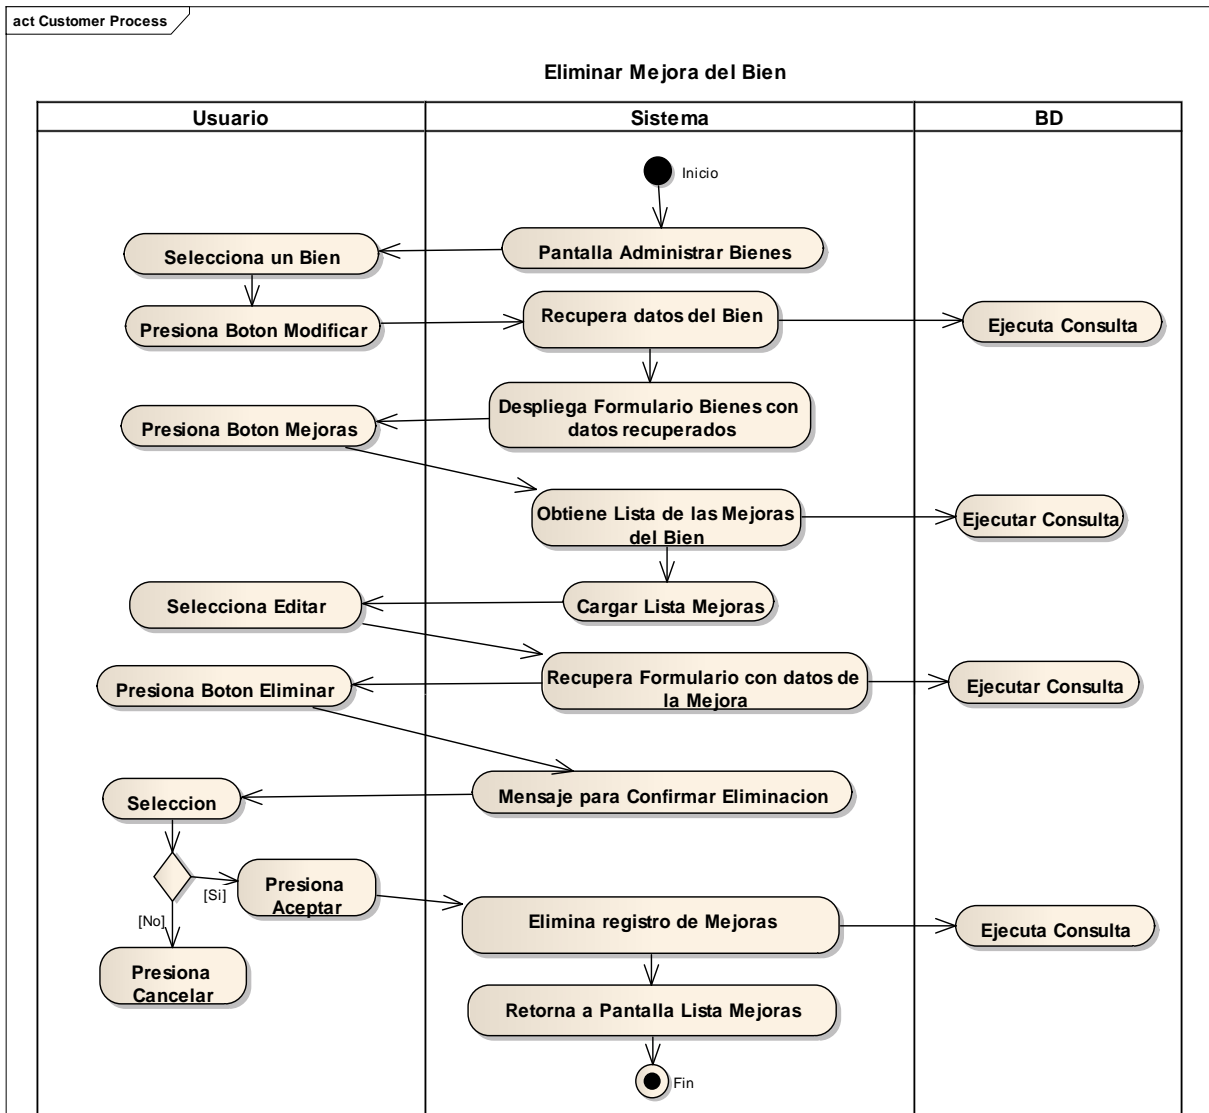 act Customer Process
Eliminar Mejora del Bien
Usuario
Sistema
BD
Inicio
Pantalla Administrar Bienes
Selecciona un Bien
Presiona Boton Modificar
Recupera datos del Bien
Ejecuta Consulta
Despliega Formulario Bienes con
datos recuperados
Presiona Boton Mejoras
Obtiene Lista de las Mejoras
del Bien
Ejecutar Consulta
Cargar Lista Mejoras
Selecciona Editar
Recupera Formulario con datos de
la Mejora
Ejecutar Consulta
Presiona Boton Eliminar
Mensaje para Confirmar Eliminacion
Seleccion
[Si]
Presiona
Aceptar
[No]
Presiona
Cancelar
Elimina registro de Mejoras
Ejecuta Consulta
Retorna a Pantalla Lista Mejoras
Fin